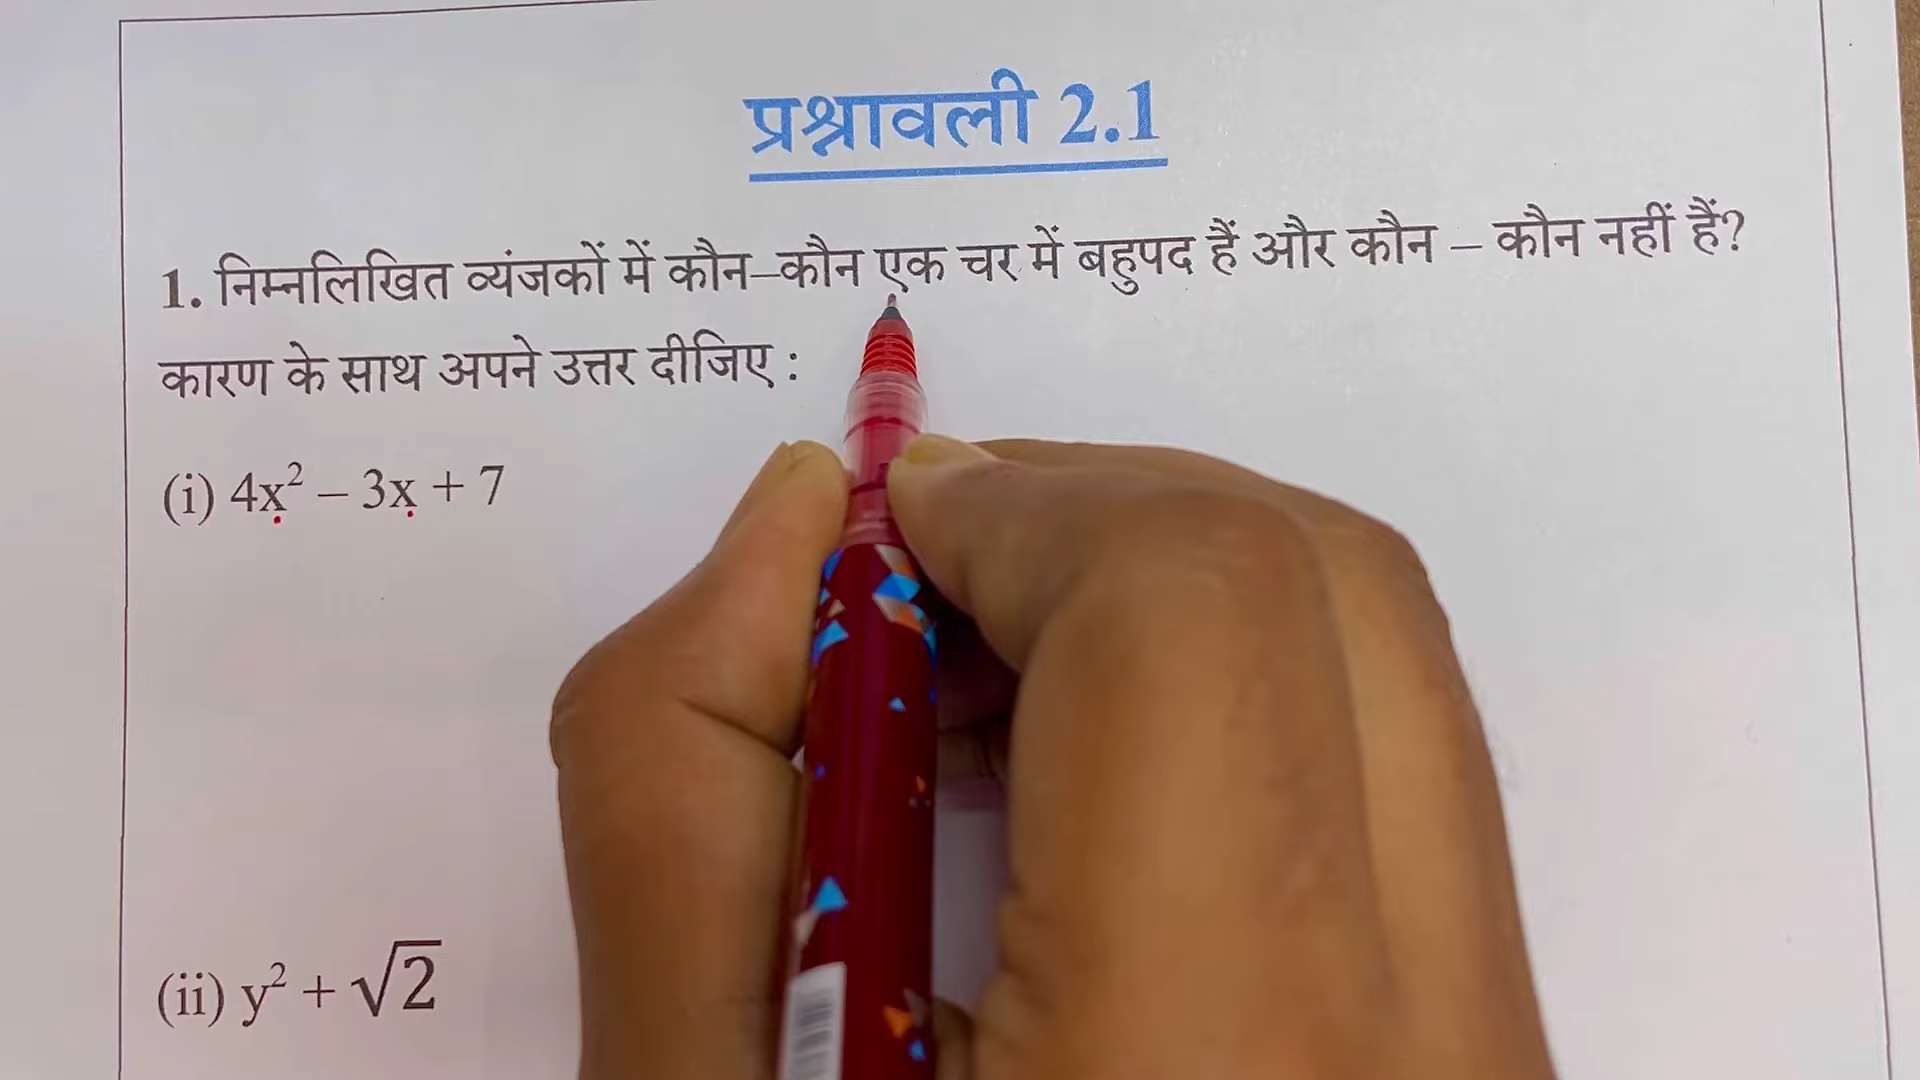 प्रश्नावली 2.1
1. निम्नलिखित व्यंजकों में कौन–कौन एक चर में बहुपद हैं और कौन – कौन नहीं हैं?
कारण के साथ अपने उत्तर दीजिए :
(i) 4x² – 3x + 7
(ii) y² + √2